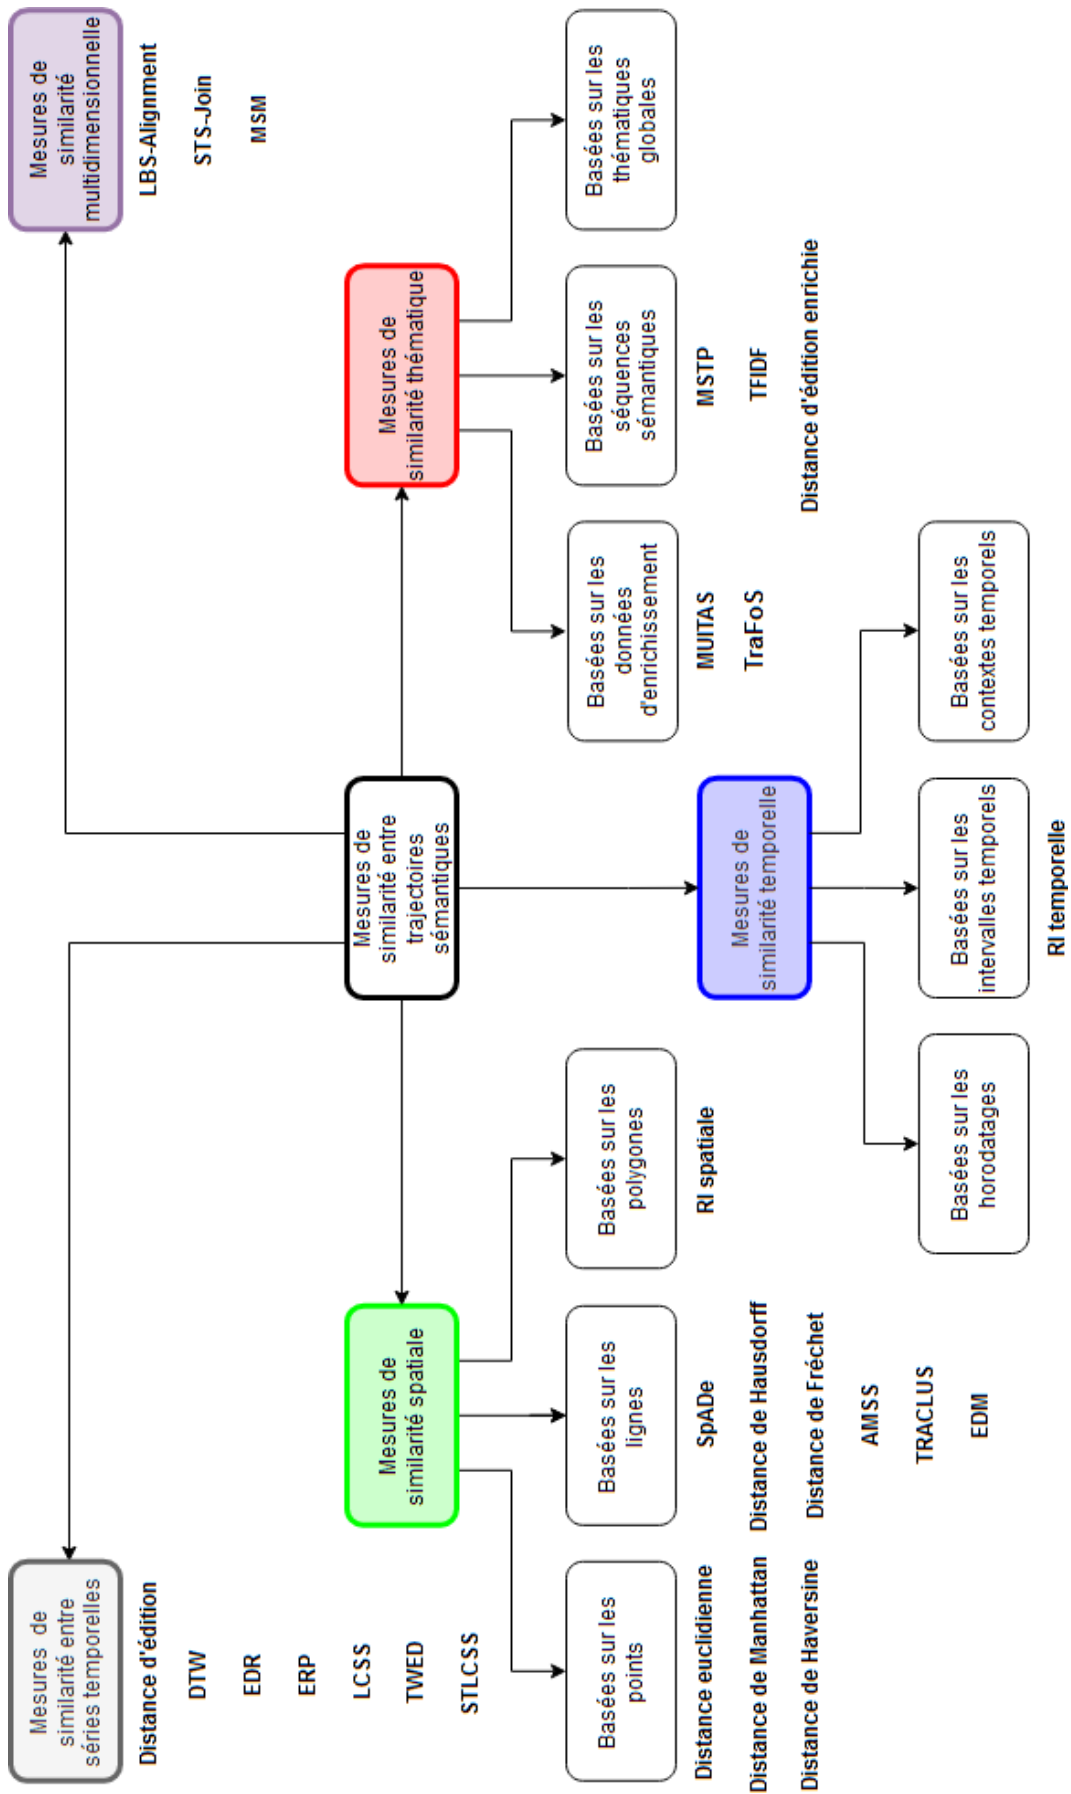 Mesures de
similarité entre
séries temporelles
Distance d'édition
DTW
EDR
ERP
LCSS
TWED
STLCSS
Mesures de
similarité
multidimensionnelle
LBS-Alignment
STS-Join
MSM
Mesures de
similarité entre
trajectoires
sémantiques
Mesures de
similarité spatiale
Basées sur les
points
Distance euclidienne
Distance de Manhattan
Distance de Haversine
Basées sur les
lignes
SpADe
Distance de Hausdorff
Distance de Fréchet
AMSS
TRACLUS
EDM
Basées sur les
polygones
RI spatiale
Mesures de
similarité temporelle
Basées sur les
horodatages
Basées sur les
intervalles temporels
RI temporelle
Basées sur les
contextes temporels
Mesures de
similarité thématique
Basées sur les
données
d'enrichissement
MUITAS
TraFoS
Basées sur les
séquences
sémantiques
MSTP
TFIDF
Distance d'édition enrichie
Basées sur les
thématiques
globales